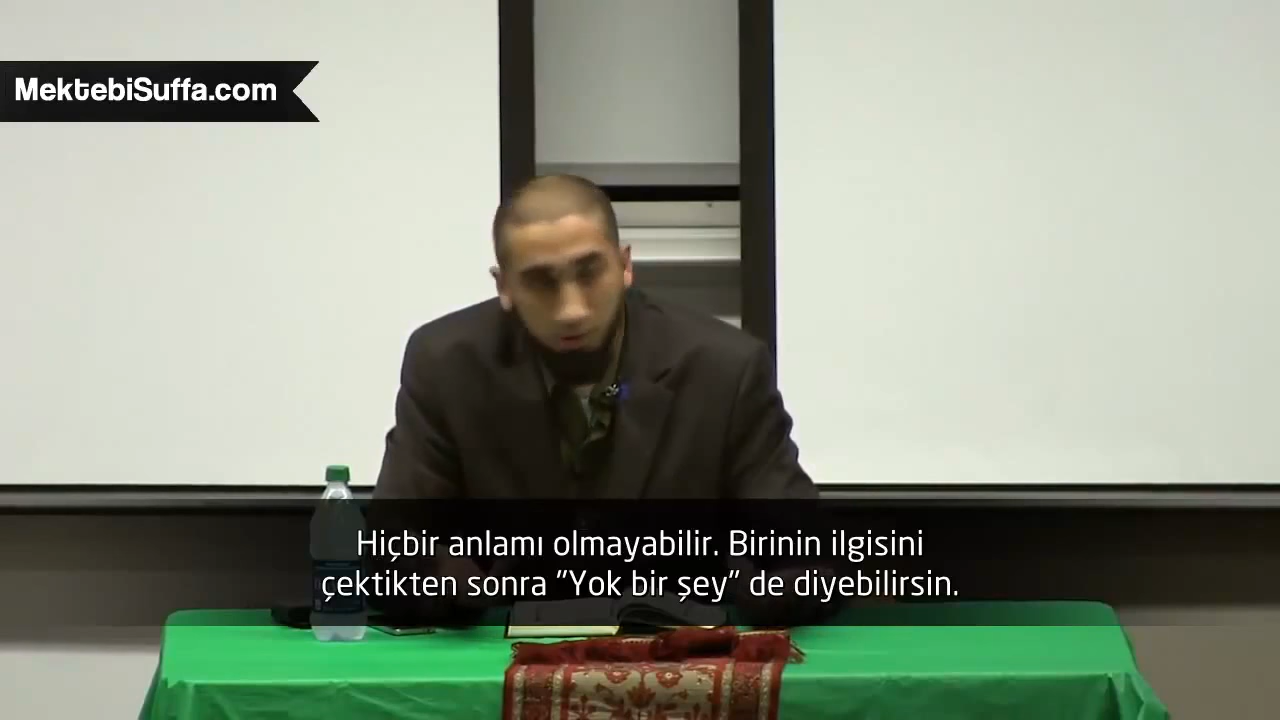 MektebiSuffa.com
Hiçbir anlamı olmayabilir. Birinin ilgisini
çektikten sonra "Yok bir şey" de diyebilirsin.